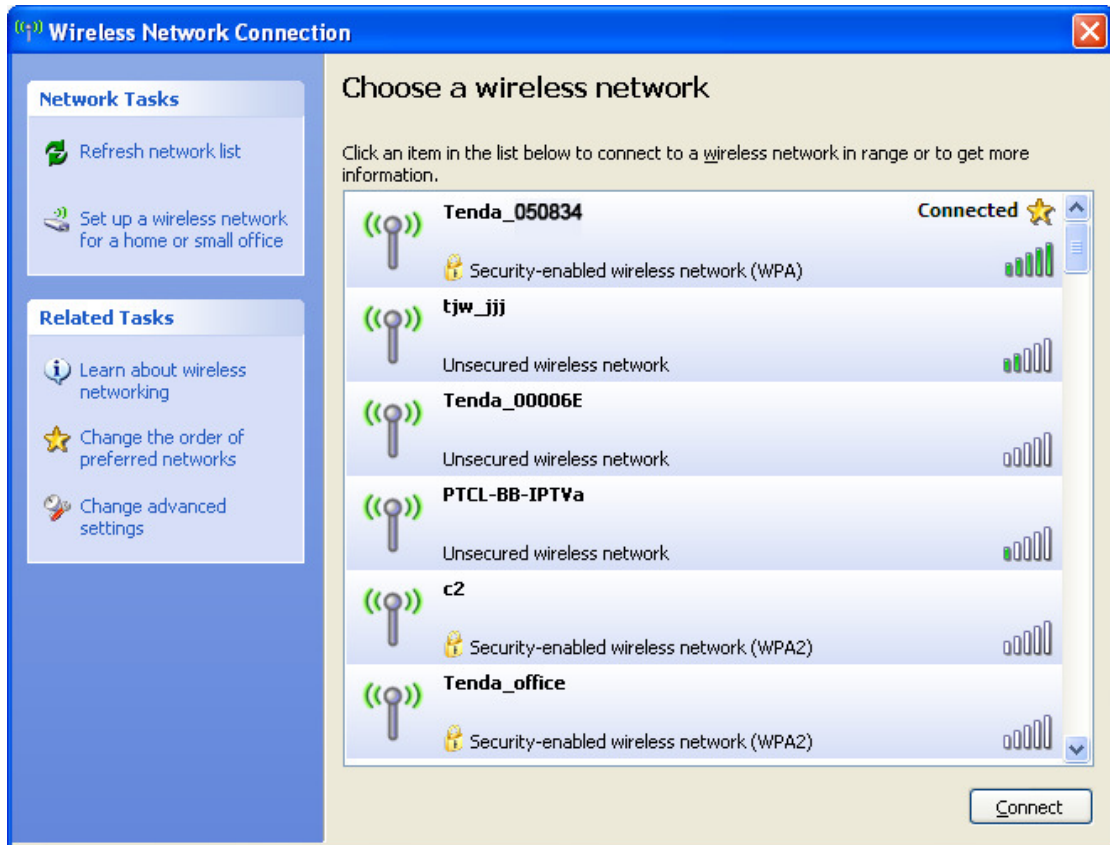 Wireless Network Connection
Network Tasks
Refresh network list
Set up a wireless network
for a home or small office
Related Tasks
Learn about wireless
networking
Change the order of
preferred networks
Change advanced
settings
Choose a wireless network
Click an item in the list below to connect to a wireless network in range or to get more
information.
Tenda_050834 Connected
Security-enabled wireless network (WPA)
tjw_jjj
Unsecured wireless network
Tenda_00006E
Unsecured wireless network
PTCL-BB-IPTVa
Unsecured wireless network
c2
Security-enabled wireless network (WPA2)
Tenda_office
Security-enabled wireless network (WPA2)
Connect